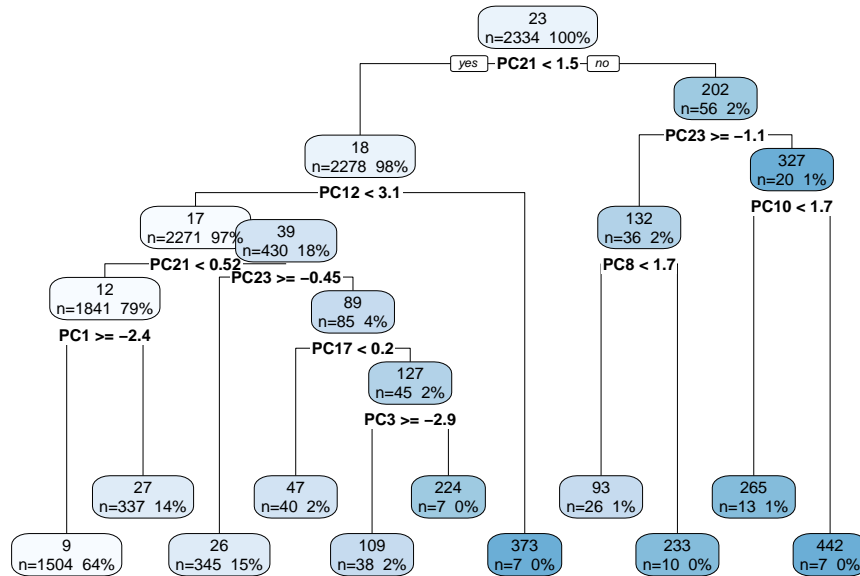 23
n=2334 100%
yes PC21 < 1.5 no
202
n=56 2%
PC23 >= −1.1
18
n=2278 98%
PC12 < 3.1
327
n=20 1%
PC10 < 1.7
17
n=2271 97%
PC21 < 0.52
39
n=430 18%
PC23 >= −0.45
132
n=36 2%
PC8 < 1.7
12
n=1841 79%
PC1 >= −2.4
89
n=85 4%
PC17 < 0.2
127
n=45 2%
PC3 >= −2.9
27
n=337 14%
47
n=40 2%
224
n=7 0%
93
n=26 1%
265
n=13 1%
9
n=1504 64%
26
n=345 15%
109
n=38 2%
373
n=7 0%
233
n=10 0%
442
n=7 0%